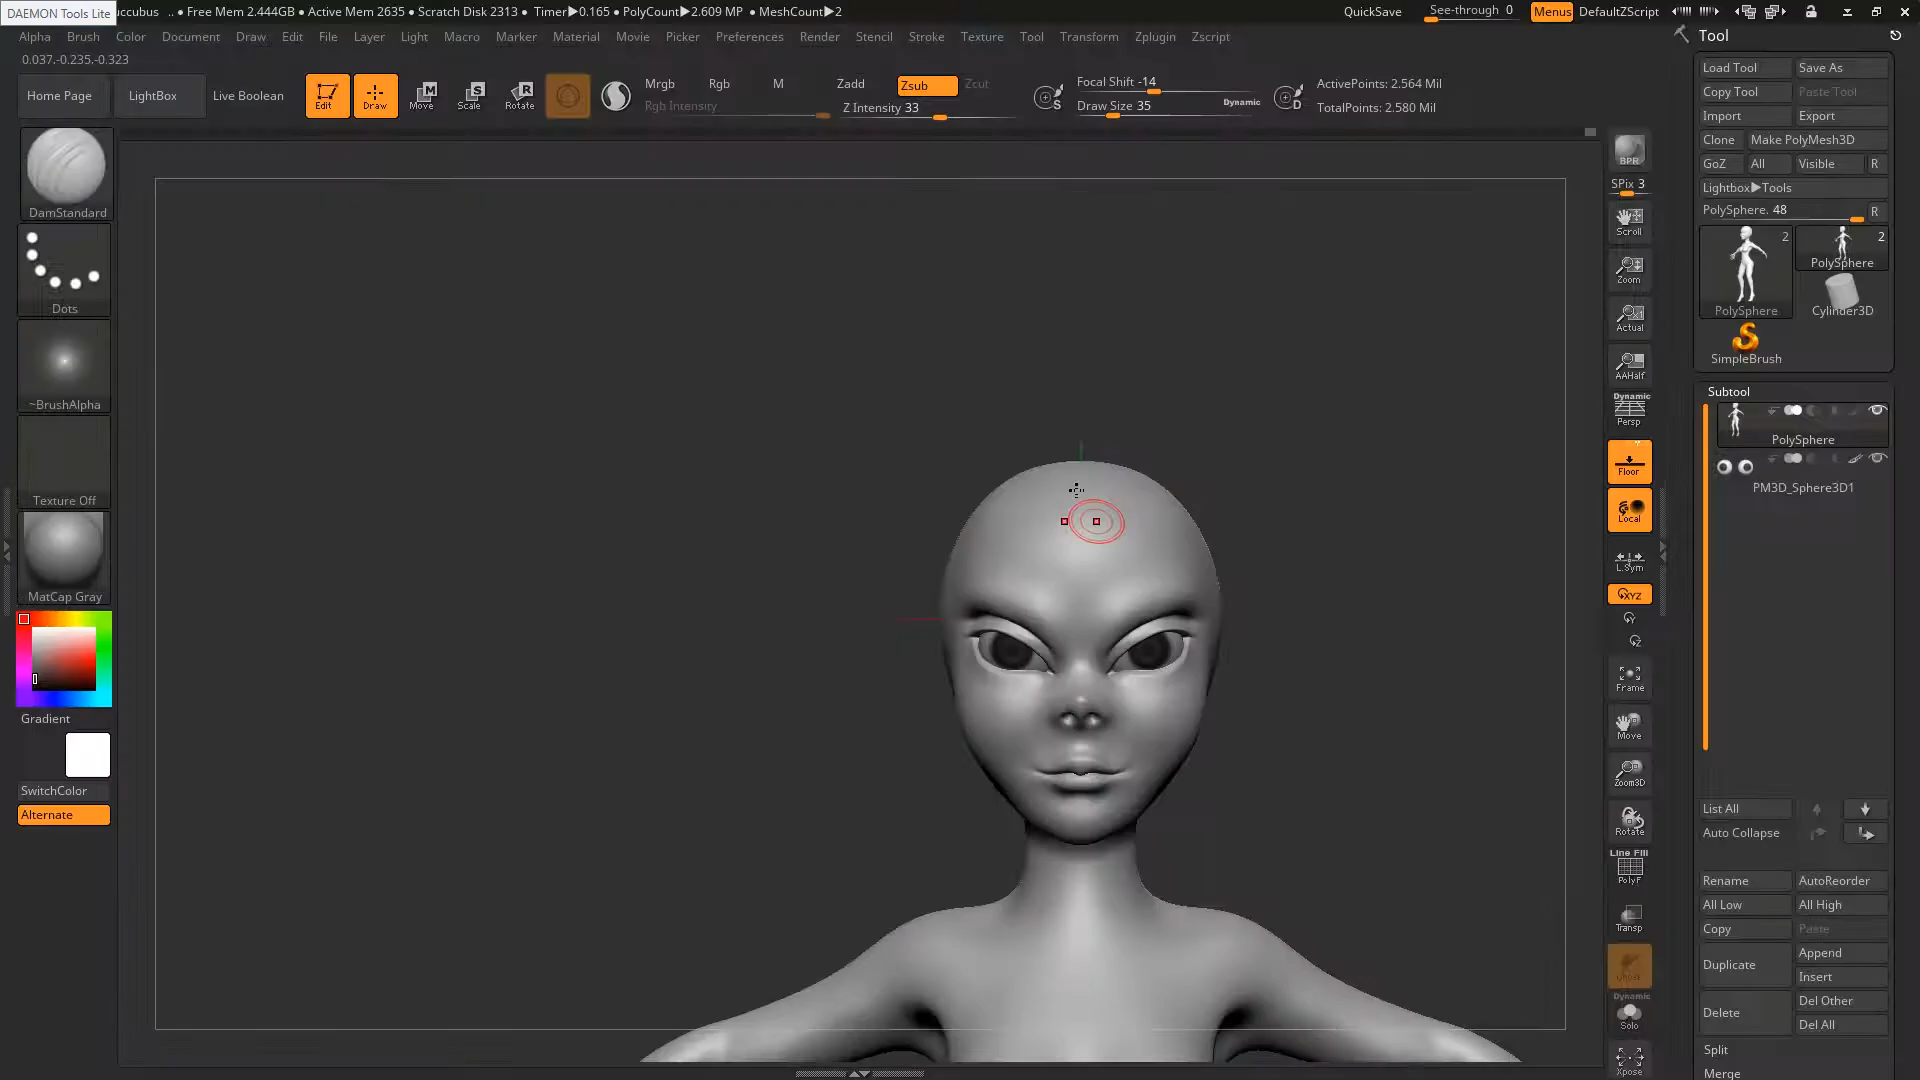 DAEMON Tools Lite
uccubus .. • Free Mem 2.444GB • Active Mem 2635 • Scratch Disk 2313 • Timer▶0.165 • PolyCount▶2.609 MP • MeshCount▶2
QuickSave
See-through 0
Menus
DefaultZScript
Alpha Brush Color Document Draw Edit File Layer Light Macro Marker Material Movie Picker Preferences Render Stencil Stroke Texture Tool Transform Zplugin Zscript
0.037,-0.235,-0.323
Home Page
LightBox
Live Boolean
Edit
Draw
Move
Scale
Rotate
Mrgb Rgb M
Rgb Intensity
Zadd Zsub Zcut
Z Intensity 33
S
Focal Shift -14
Draw Size 35
Dynamic
D
ActivePoints: 2.564 Mil
TotalPoints: 2.580 Mil
DamStandard
Dots
~BrushAlpha
Texture Off
MatCap Gray
Gradient
SwitchColor
Alternate
BPR
SPix 3
Scroll
Zoom
Actual
AAHalf
Dynamic
Persp
Floor
Local
L.Sym
XYZ
Y
Z
Frame
Move
Zoom3D
Rotate
Line Fill
PolyF
Transp
Dynamic
Solo
Xpose
Tool
Load Tool Save As
Copy Tool Paste Tool
Import Export
Clone Make PolyMesh3D
GoZ All Visible R
Lightbox▶Tools
PolySphere. 48 R
2
PolySphere
2
PolySphere
Cylinder3D
SimpleBrush
Subtool
PolySphere
PM3D_Sphere3D1
List All
Auto Collapse
Rename AutoReorder
All Low All High
Copy Paste
Duplicate Append
Insert
Delete Del Other
Del All
Split
Merge